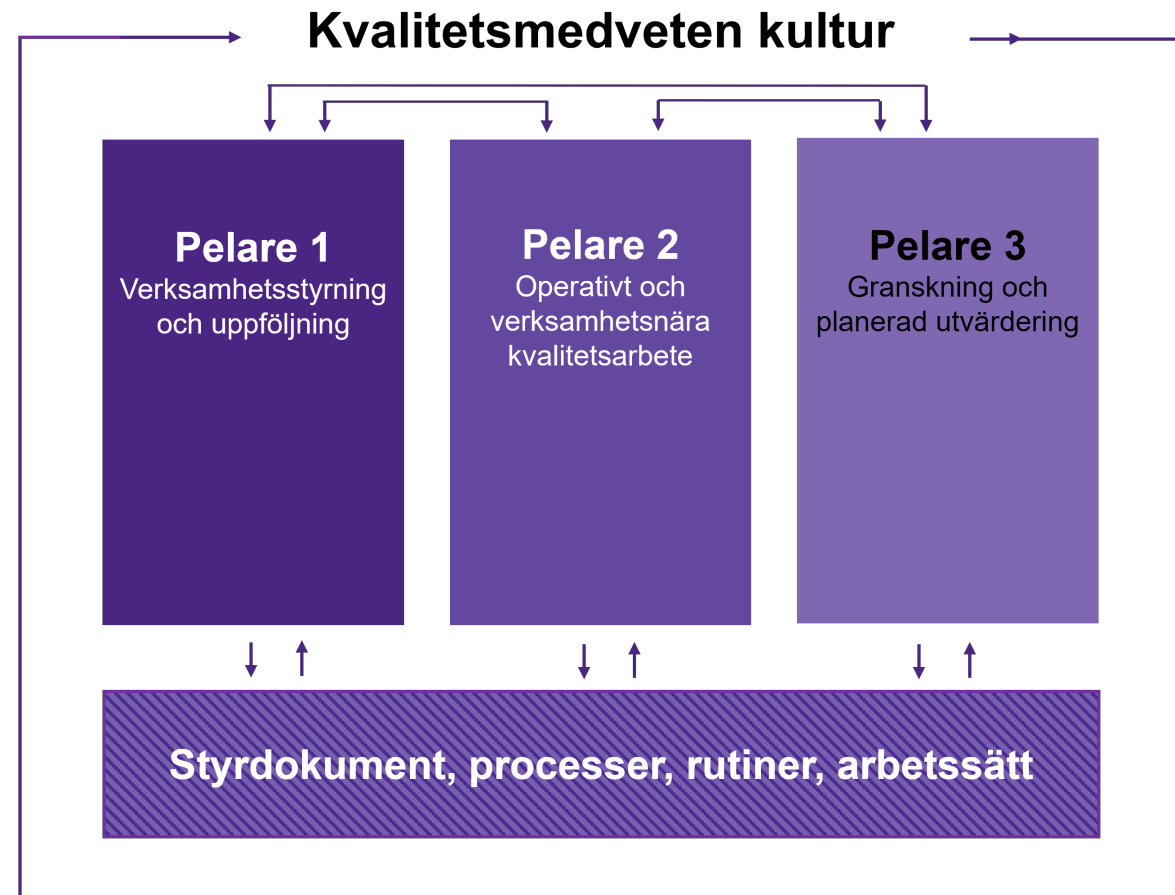 Kvalitetsmedveten kultur
Pelare 1
Verksamhetsstyrning
och uppföljning
Pelare 2
Operativt och
verksamhetsnära
kvalitetsarbete
Pelare 3
Granskning och
planerad utvärdering
Styrdokument, processer, rutiner, arbetssätt